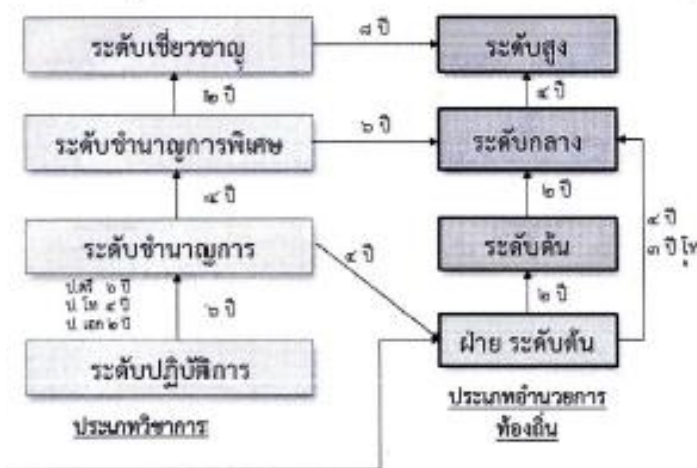 ระดับเชี่ยวชาญ
๘ ปี
ระดับสูง
๒ ปี
๔ ปี
ระดับชำนาญการพิเศษ
๖ ปี
ระดับกลาง
๔ ปี
๒ ปี
๔ ปี
๓ ปี โท
ระดับชำนาญการ
๔ ปี
ระดับต้น
ป.ตรี ๖ ปี
ป. โท ๔ ปี
ป. เอก ๒ ปี
๖ ปี
๒ ปี
ฝ่าย ระดับต้น
ระดับปฏิบัติการ
ประเภทวิชาการ
ประเภทอำนวยการ
ท้องถิ่น